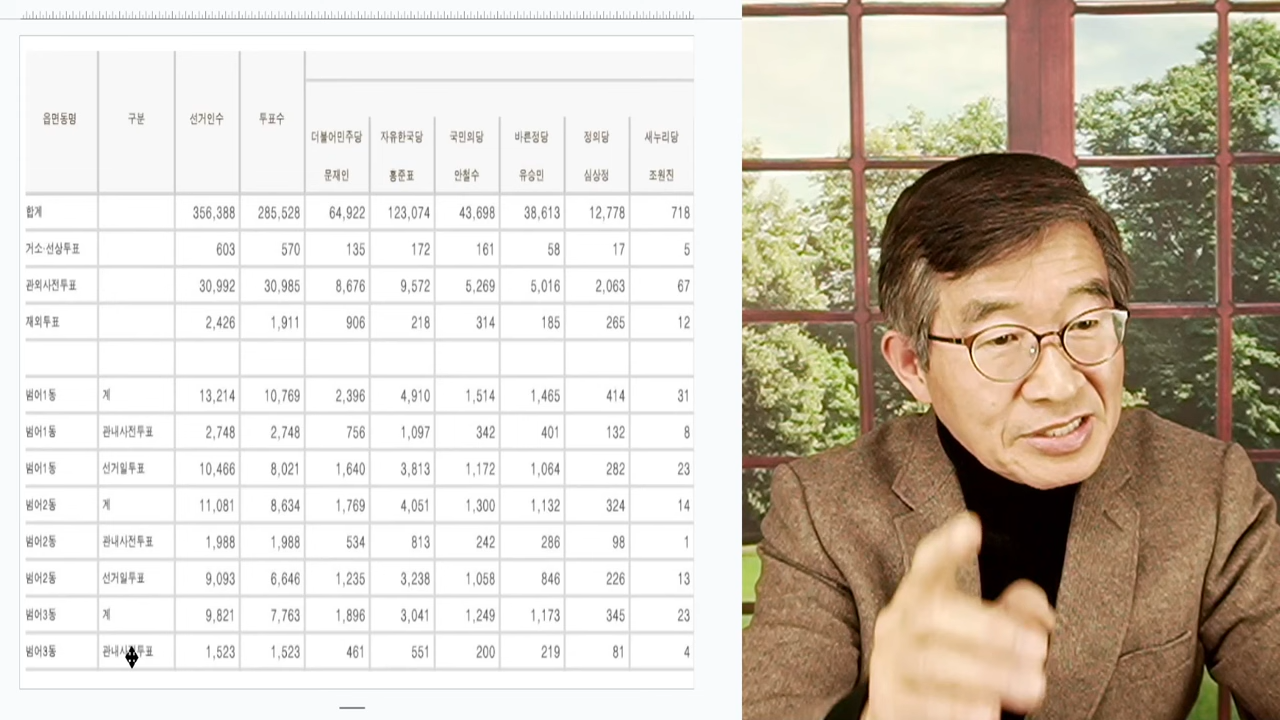 읍면동명 구분 선거인수 투표수
더불어민주당 자유한국당 국민의당 바른정당 정의당 새누리당
문재인 홍준표 안철수 유승민 심상정 조원진
합계 356,388 285,528 64,922 123,074 43,698 38,613 12,778 718
거소·선상투표 603 570 135 172 161 58 17 5
관외사전투표 30,992 30,985 8,676 9,572 5,269 5,016 2,063 67
재외투표 2,426 1,911 906 218 314 185 265 12
범어1동 계 13,214 10,769 2,396 4,910 1,514 1,465 414 31
범어1동 관내사전투표 2,748 2,748 756 1,097 342 401 132 8
범어1동 선거일투표 10,466 8,021 1,640 3,813 1,172 1,064 282 23
범어2동 계 11,081 8,634 1,769 4,051 1,300 1,132 324 14
범어2동 관내사전투표 1,988 1,988 534 813 242 286 98 1
범어2동 선거일투표 9,093 6,646 1,235 3,238 1,058 846 226 13
범어3동 계 9,821 7,763 1,896 3,041 1,249 1,173 345 23
범어3동 관내사전투표 1,523 1,523 461 551 200 219 81 4